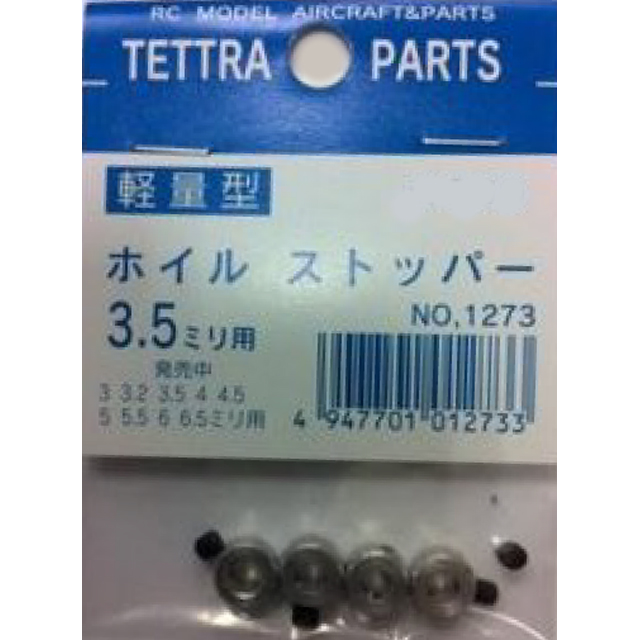 RC MODEL AIRCRAFT&PARTS
TETTRA PARTS
軽量型
ホイル ストッパー
3.5ミリ用
NO,1273
発売中
3 3.2 3.5 4 4.5
5 5.5 6 6.5ミリ用
4 947701 012733